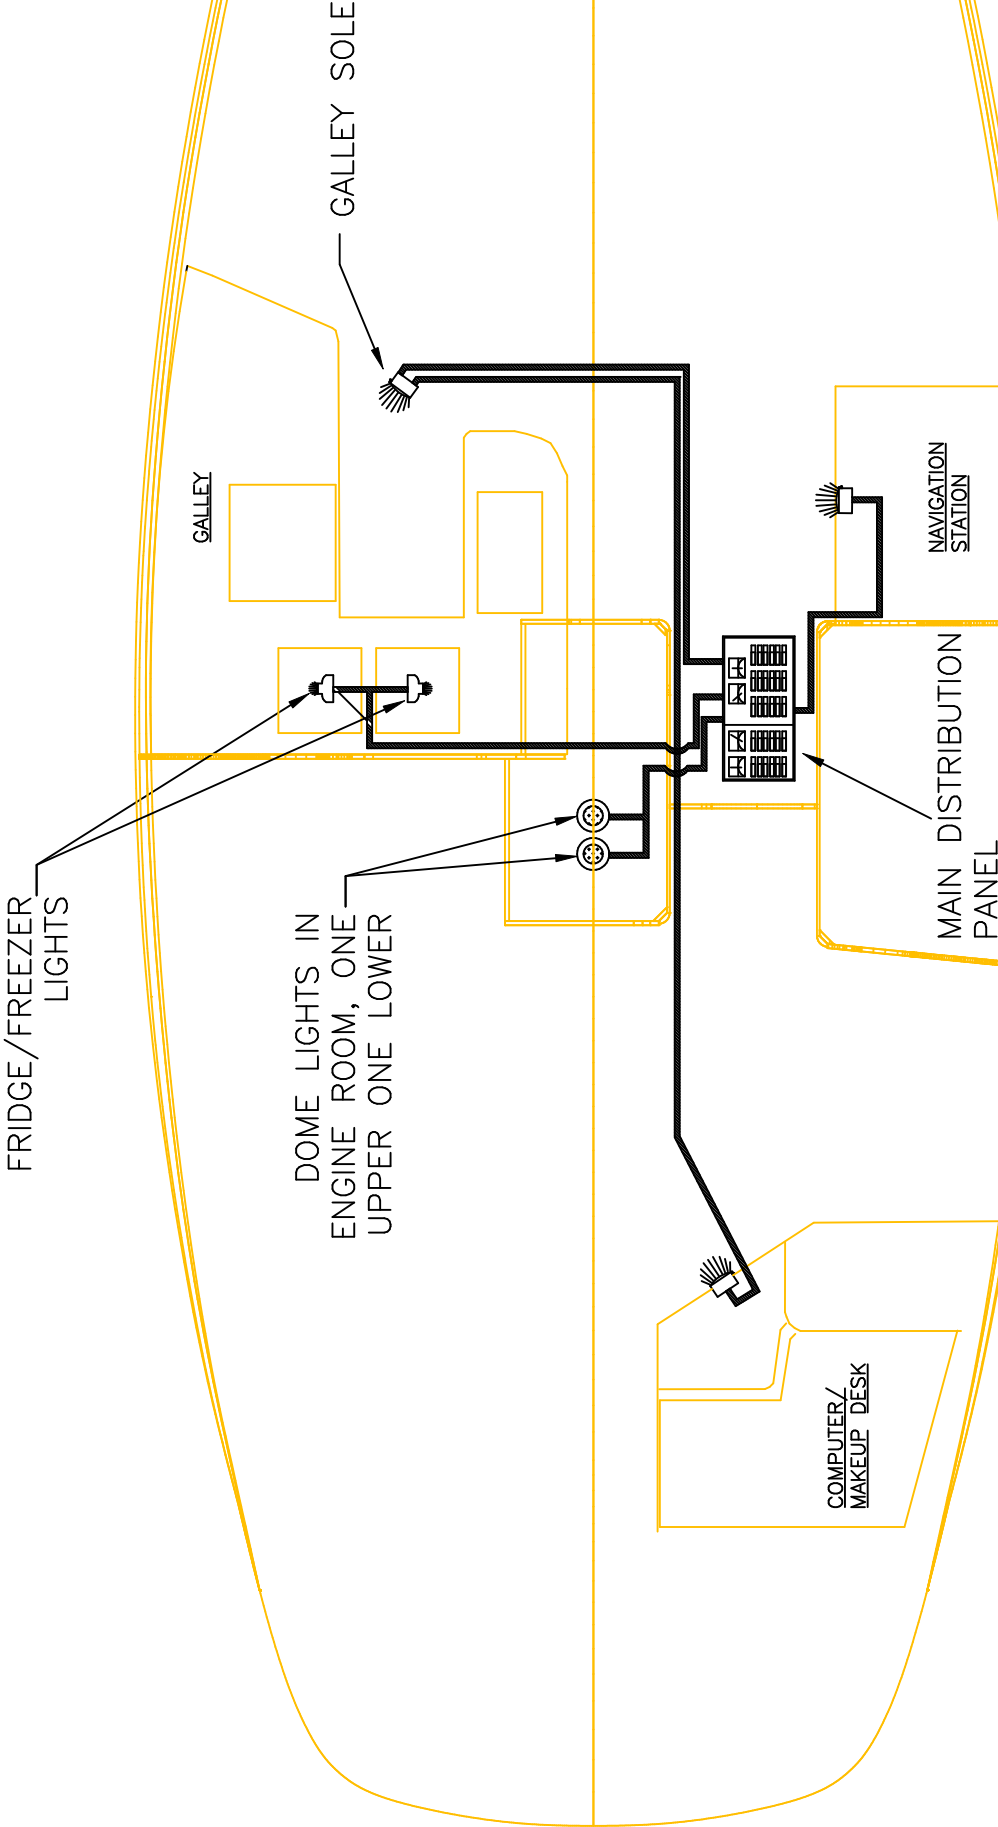 FRIDGE/FREEZER
LIGHTS
DOME LIGHTS IN
ENGINE ROOM, ONE
UPPER ONE LOWER
GALLEY
GALLEY SOLE
COMPUTER/
MAKEUP DESK
MAIN DISTRIBUTION
PANEL
NAVIGATION
STATION